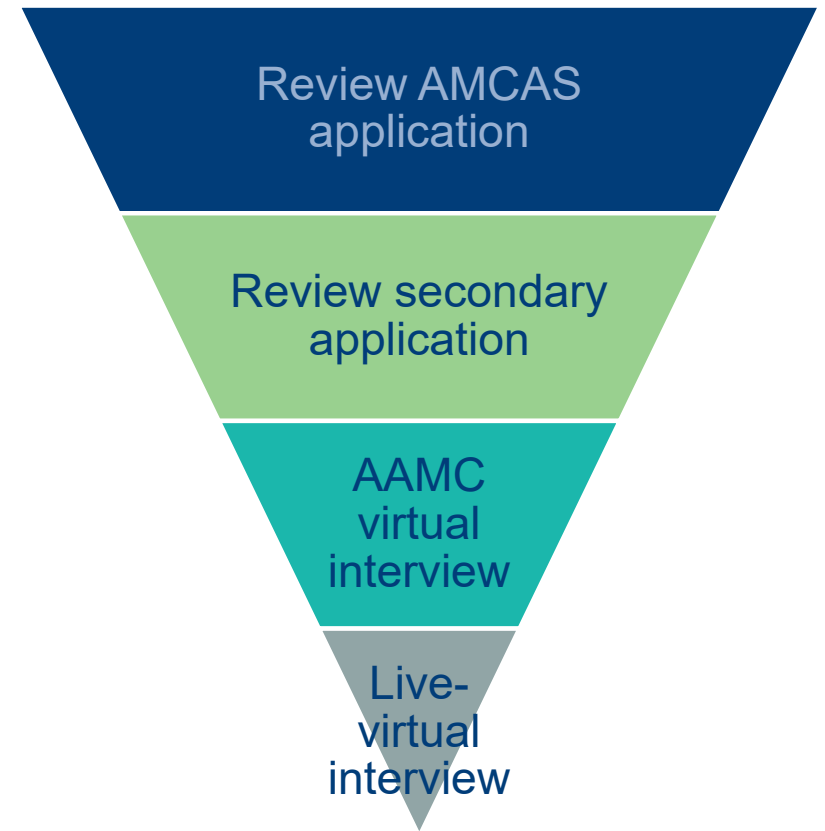 Review AMCAS
application
Review secondary
application
AAMC
virtual
interview
Live-
virtual
interview